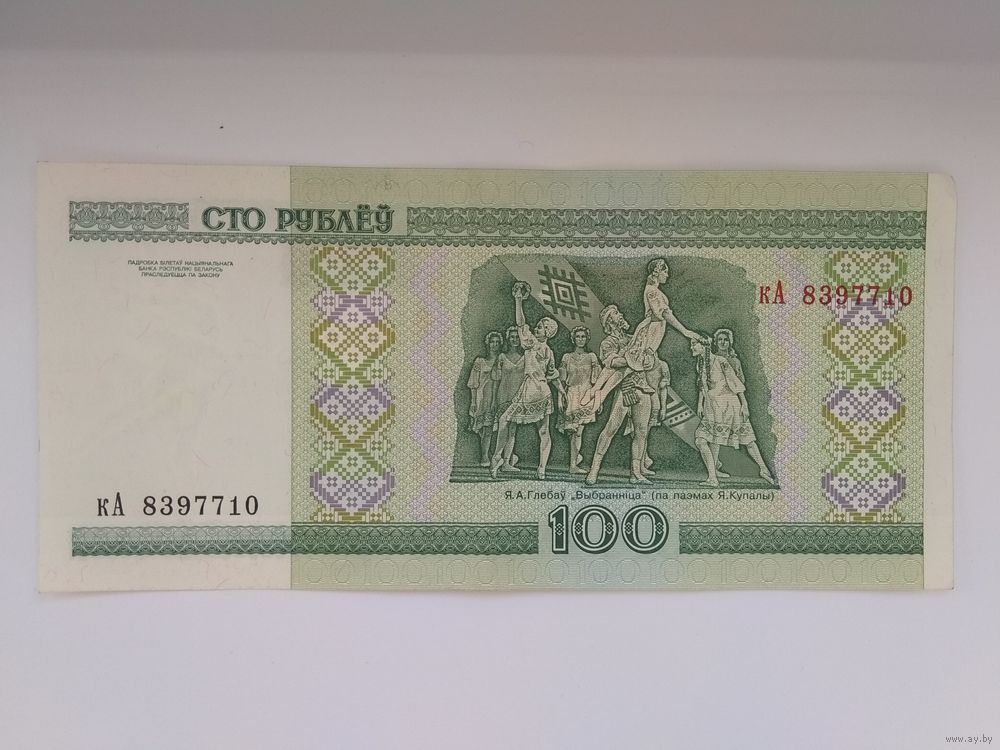 СТО РУБЛЁЎ
ПАДРОБКА БІЛЕТАЎ НАЦЫЯНАЛЬНАГА
БАНКА РЭСПУБЛІКІ БЕЛАРУСЬ
ПРАСЛЕДУЕЦЦА ПА ЗАКОНУ
кА 8397710
Я.А.Глебаў „Выбранніца“ (па паэмах Я.Купалы)
кА 8397710
100
www.ay.by